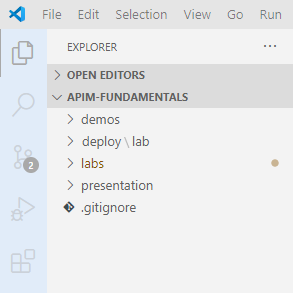 File Edit Selection View Go Run
EXPLORER ...
OPEN EDITORS
APIM-FUNDAMENTALS
demos
deploy \ lab
labs
presentation
.gitignore
2